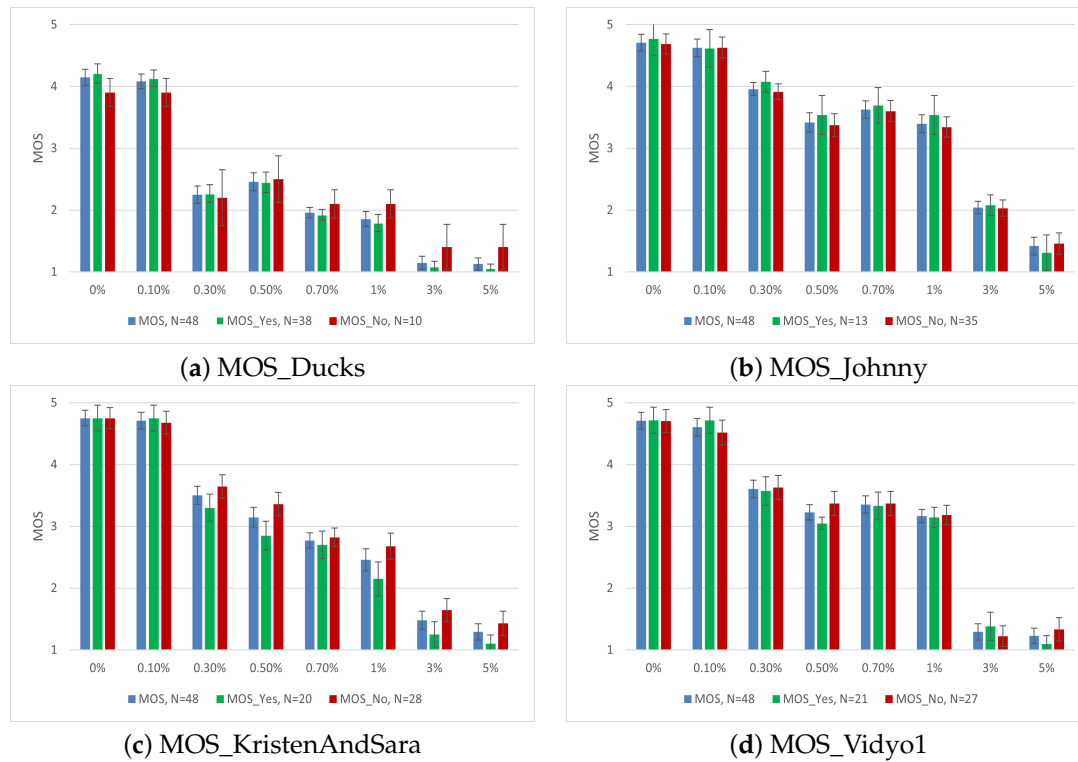 5
4
3
2
1
MOS
0% 0.10% 0.30% 0.50% 0.70% 1% 3% 5%
MOS, N=48 MOS_Yes, N=38 MOS_No, N=10
(a) MOS_Ducks
5
4
3
2
1
MOS
0% 0.10% 0.30% 0.50% 0.70% 1% 3% 5%
MOS, N=48 MOS_Yes, N=13 MOS_No, N=35
(b) MOS_Johnny
5
4
3
2
1
MOS
0% 0.10% 0.30% 0.50% 0.70% 1% 3% 5%
MOS, N=48 MOS_Yes, N=20 MOS_No, N=28
(c) MOS_KristenAndSara
5
4
3
2
1
MOS
0% 0.10% 0.30% 0.50% 0.70% 1% 3% 5%
MOS, N=48 MOS_Yes, N=21 MOS_No, N=27
(d) MOS_Vidyo1